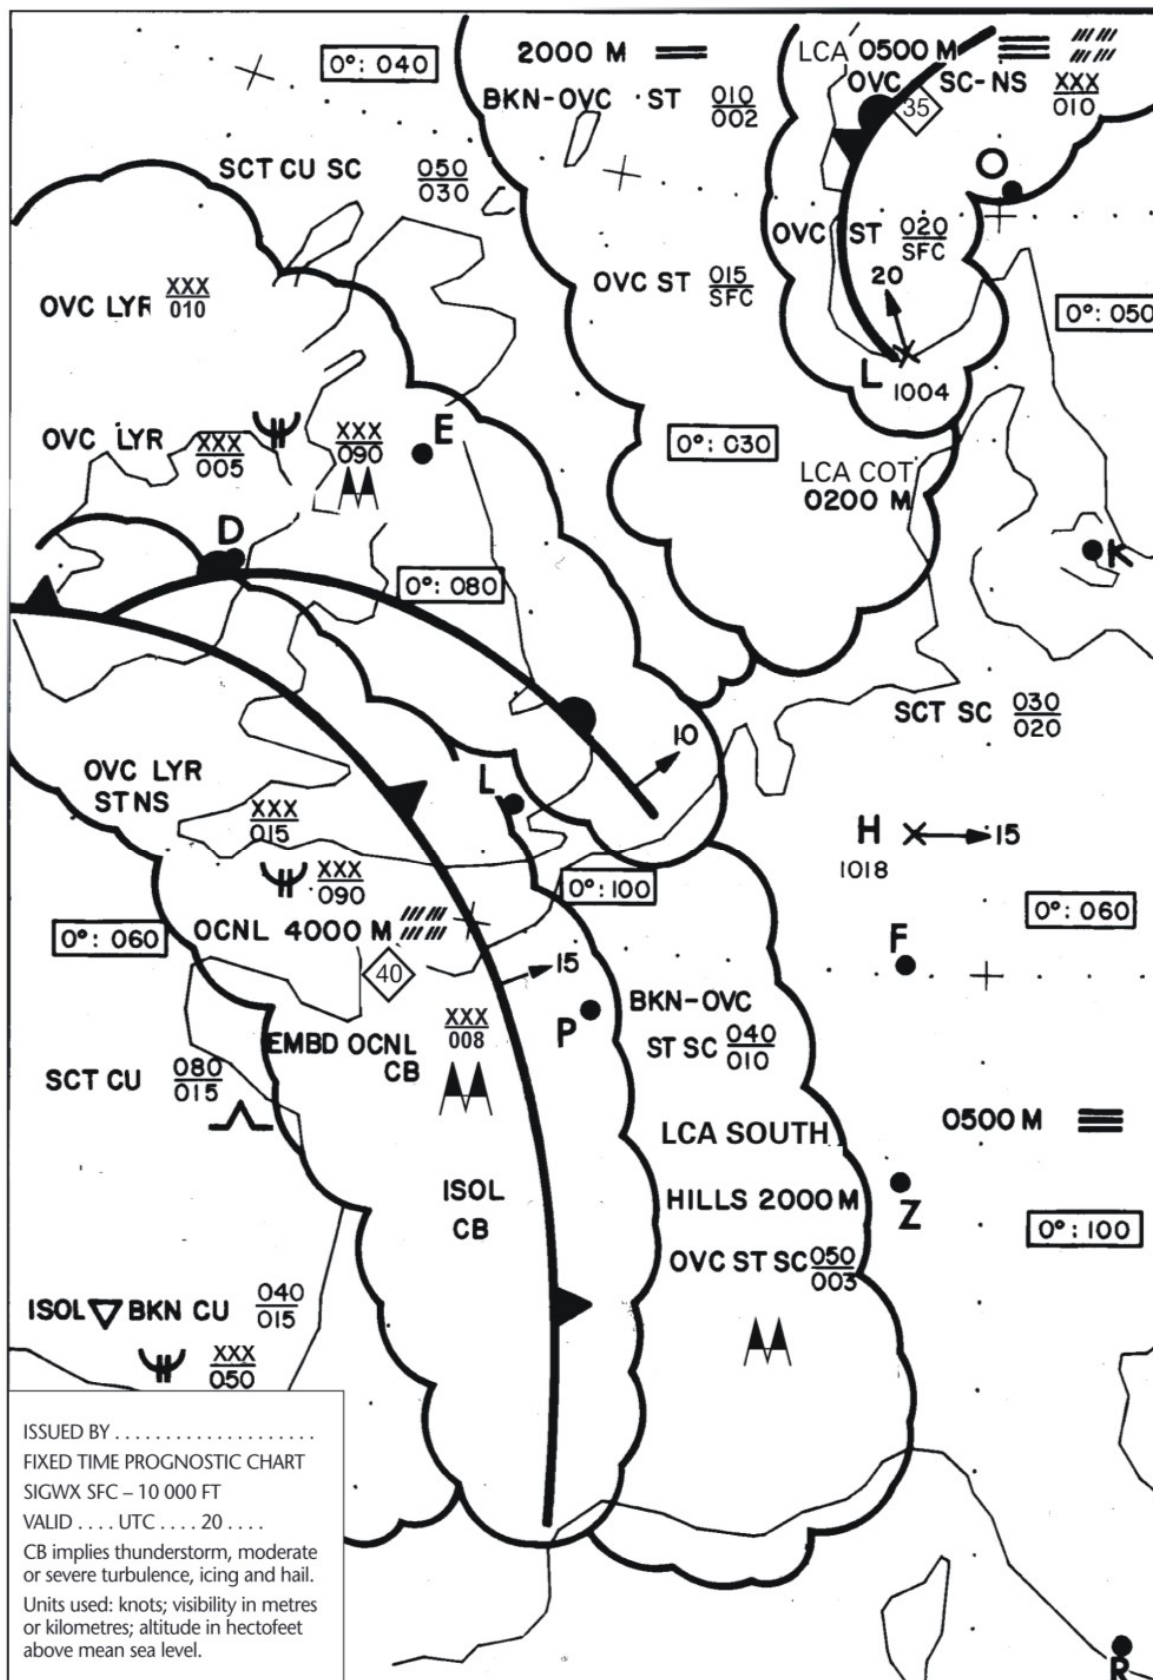 0°: 040
2000 M
BKN-OVC ST 010
002
LCA 0500 M
OVC SC-NS XXX
010
35
SCT CU SC 050
030
O
OVC ST 020
SFC
20
OVC LYR XXX
010
OVC ST 015
SFC
0°: 050
L 1004
OVC LYR XXX
005
XXX
090
E
0°: 030
LCA COT
0200 M
D
K
0°: 080
SCT SC 030
020
10
OVC LYR
ST NS
XXX
015
L
H
1018
15
XXX
090
0°: 100
0°: 060
0°: 060
OCNL 4000 M
F
40
15
P
BKN-OVC
ST SC 040
010
EMBD OCNL
CB
XXX
008
SCT CU 080
015
0500 M
LCA SOUTH
HILLS 2000 M
ISOL
CB
Z
0°: 100
OVC ST SC 050
003
ISOL BKN CU 040
015
XXX
050
ISSUED BY . . . . . . . . . . . . . . . . . . . .
FIXED TIME PROGNOSTIC CHART
SIGWX SFC – 10 000 FT
VALID . . . . UTC . . . . 20 . . . .
CB implies thunderstorm, moderate
or severe turbulence, icing and hail.
Units used: knots; visibility in metres
or kilometres; altitude in hectofeet
above mean sea level.
R